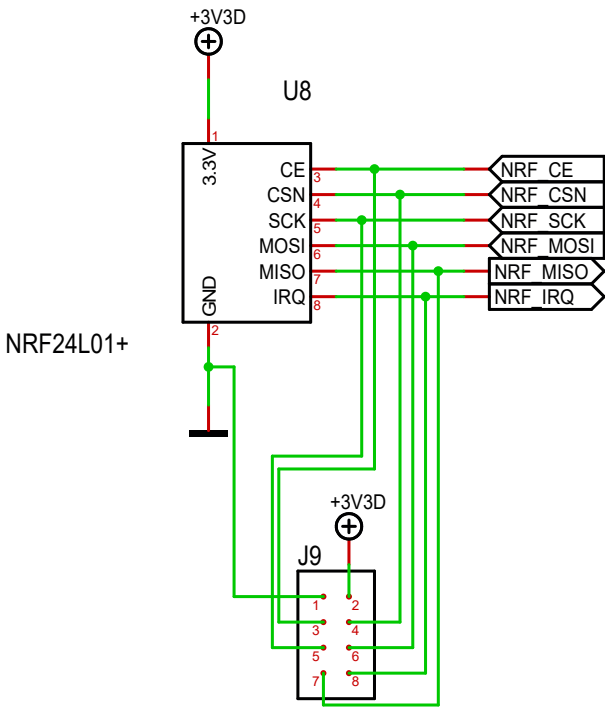 +3V3D
U8
1
3.3V
CE
3
NRF_CE
CSN
4
NRF_CSN
SCK
5
NRF_SCK
MOSI
6
NRF_MOSI
MISO
7
NRF_MISO
IRQ
8
NRF_IRQ
GND
2
NRF24L01+
+3V3D
J9
1
2
3
4
5
6
7
8